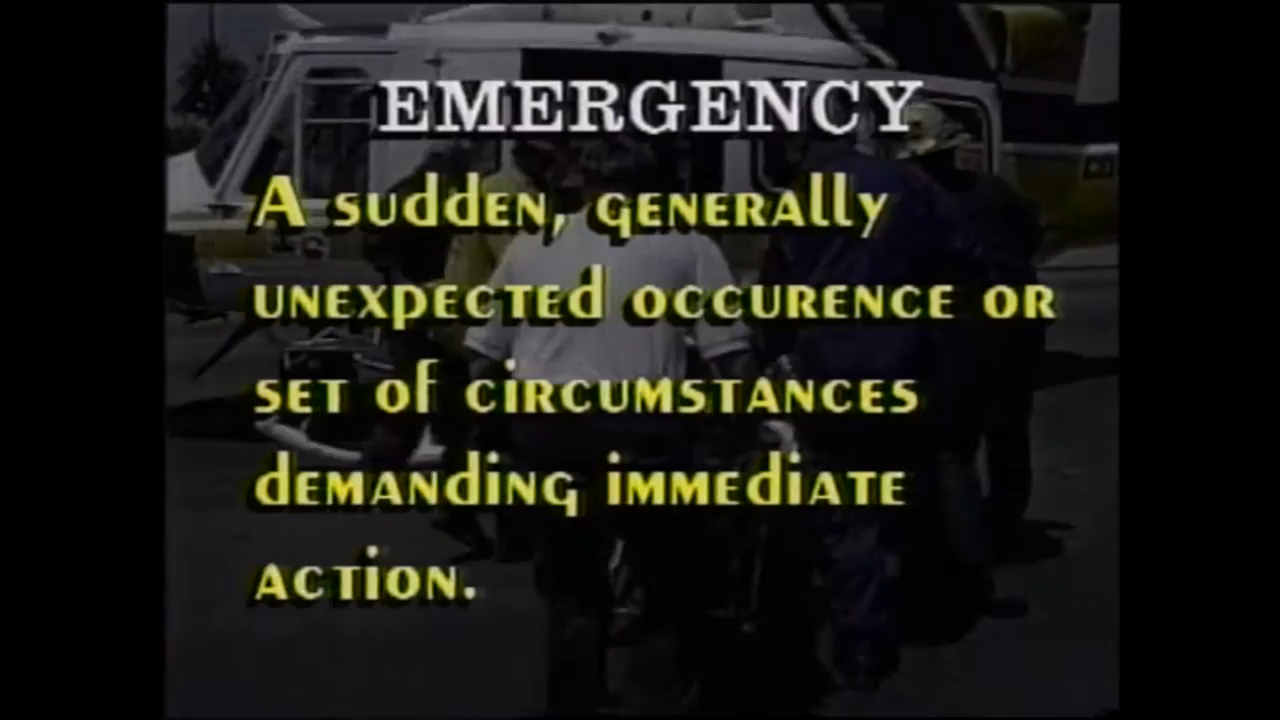 EMERGENCY
A sudden, generally
unexpected occurence or
set of circumstances
demanding immediate
action.